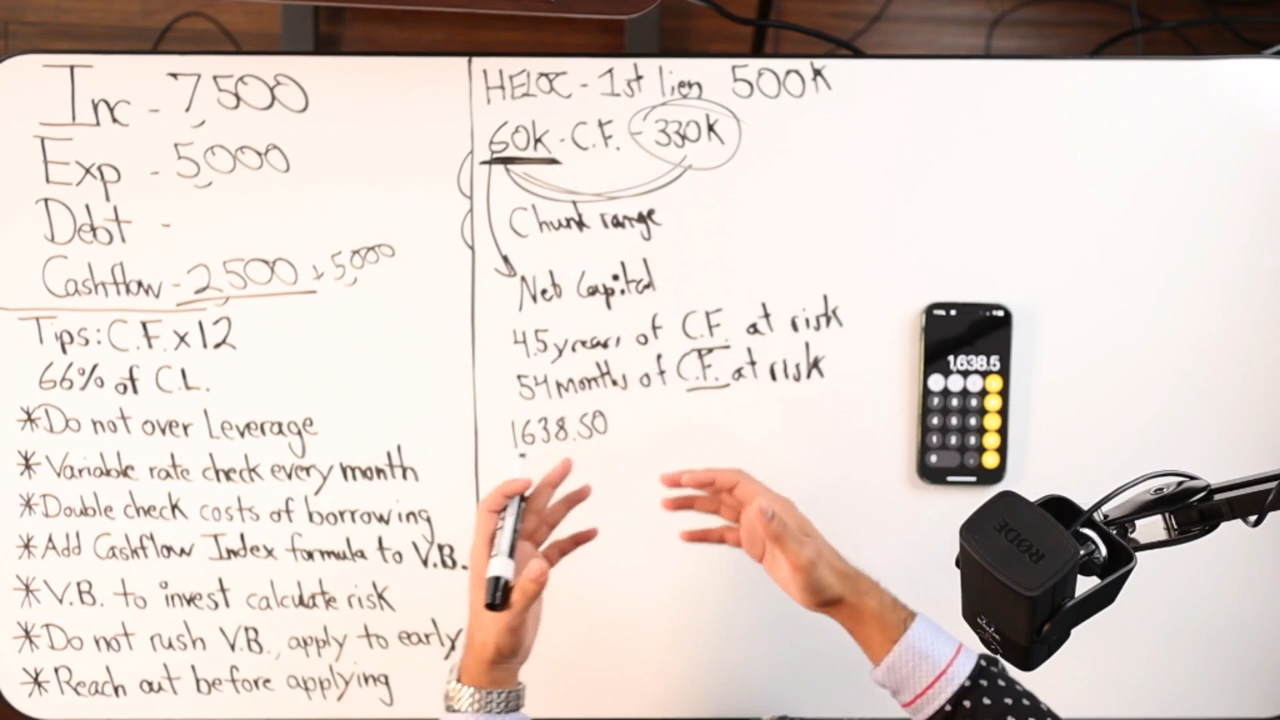 Inc - 7,500
Exp - 5,000
Debt -
Cashflow - 2,500 + 5,000
Tips: C.F. x 12
66% of C.L.
*Do not over Leverage
*Variable rate check every month
*Double check costs of borrowing
*Add Cashflow Index formula to V.B.
*V.B. to invest calculate risk
*Do not rush V.B., apply to early
*Reach out before applying
HELOC - 1st lien 500K
60K - C.F. - 330K
Chunk range
Net Capital
4.5 years of C.F. at risk
54 months of C.F. at risk
1638.50
1,638.5
RØDE